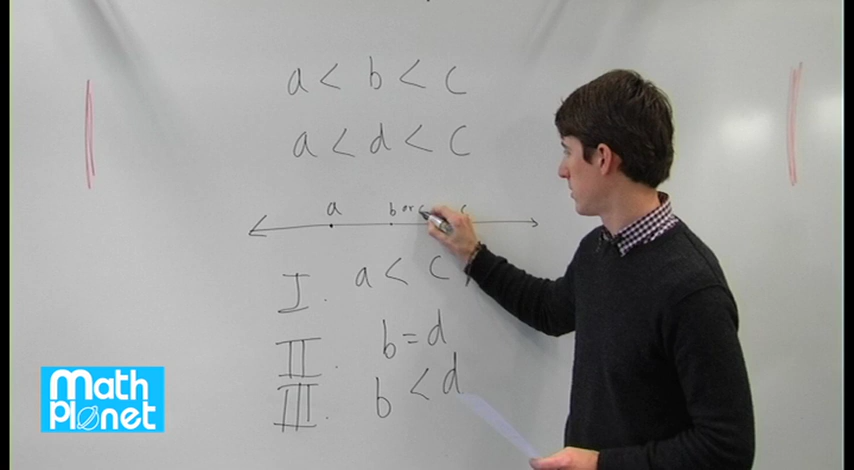 a < b < c
a < d < c
a b or c
I. a < c
II. b = d
III. b < d
Math
Planet